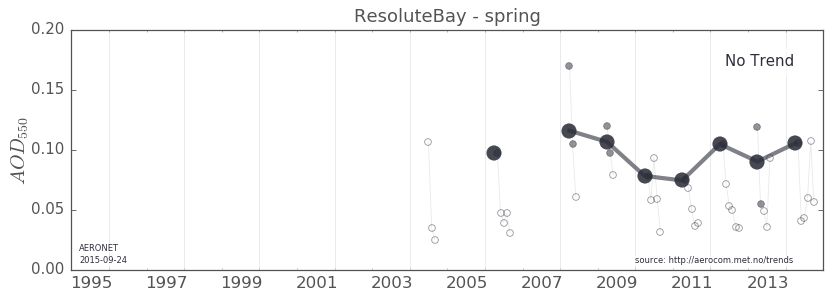 ResoluteBay - spring
0.20
No Trend
0.15
0.10
0.05
0.00
AOD550
AERONET
2015-09-24
source: http://aerocom.met.no/trends
1995 1997 1999 2001 2003 2005 2007 2009 2011 2013